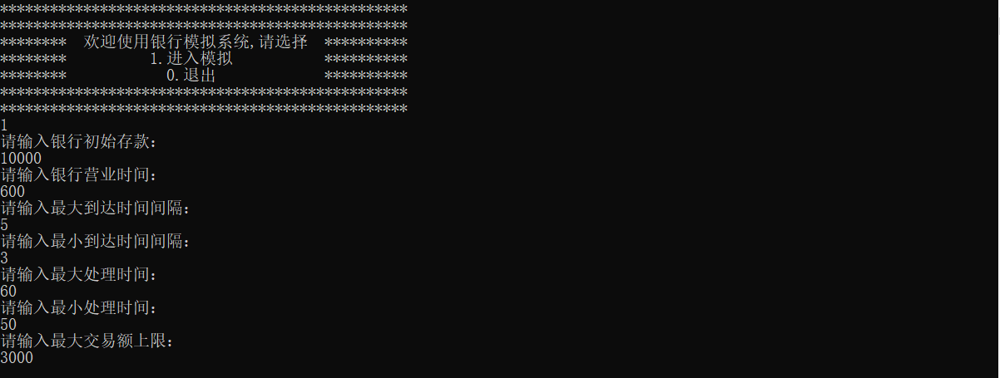 *************************************************
*************************************************
********  欢迎使用银行模拟系统,请选择  **********
********          1.进入模拟           **********
********            0.退出             **********
*************************************************
*************************************************
1
请输入银行初始存款:
10000
请输入银行营业时间:
600
请输入最大到达时间间隔:
5
请输入最小到达时间间隔:
3
请输入最大处理时间:
60
请输入最小处理时间:
50
请输入最大交易额上限:
3000